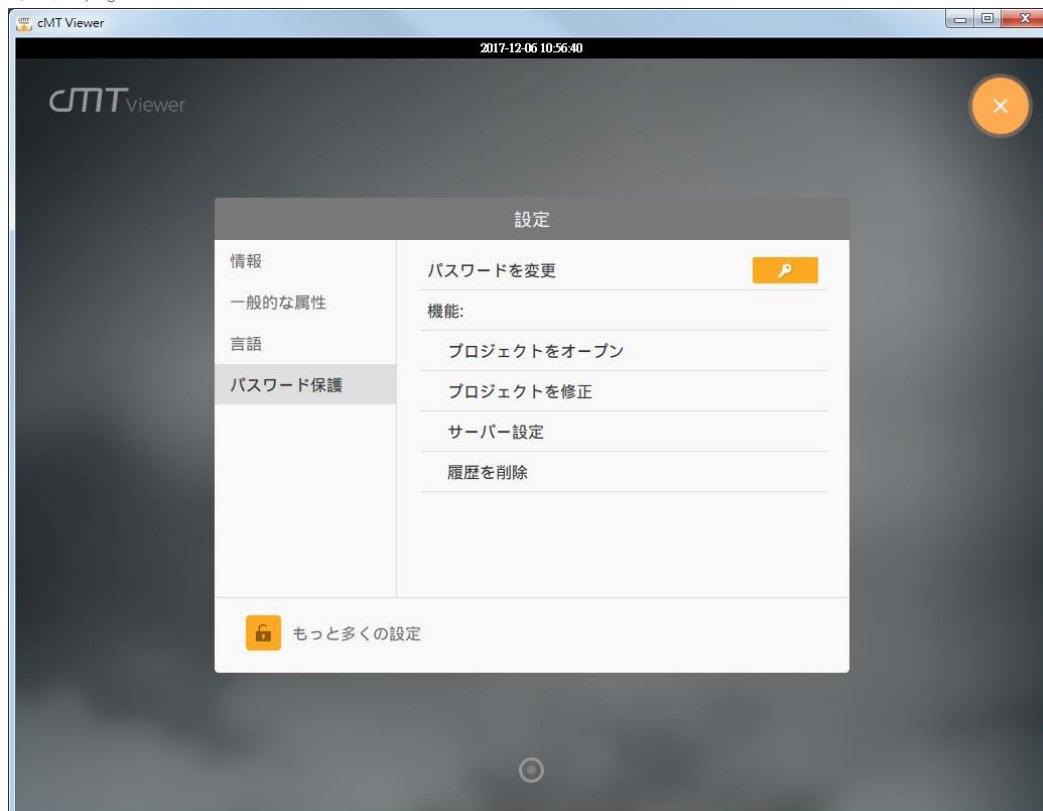 cMT Viewer
2017-12-06 10:56:40
cMT Viewer
設定
情報
一般的な属性
言語
パスワード保護
パスワードを変更
機能:
プロジェクトをオープン
プロジェクトを修正
サーバー設定
履歴を削除
もっと多くの設定